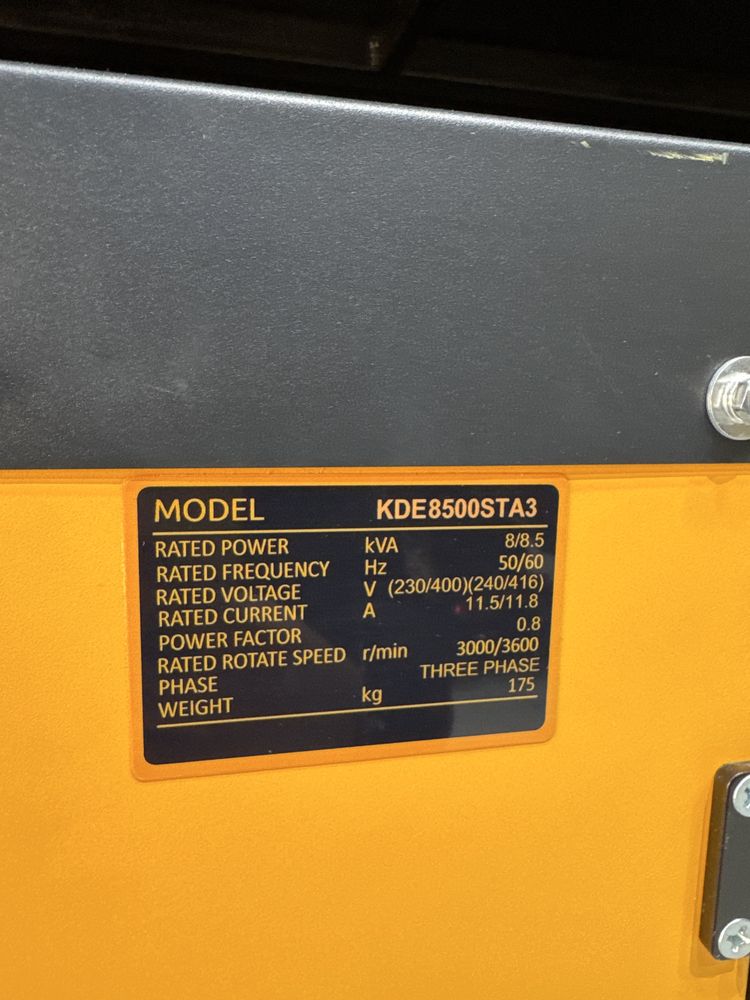 MODEL KDE8500STA3
RATED POWER kVA 8/8.5
RATED FREQUENCY Hz 50/60
RATED VOLTAGE V (230/400)(240/416)
RATED CURRENT A 11.5/11.8
POWER FACTOR 0.8
RATED ROTATE SPEED r/min 3000/3600
PHASE THREE PHASE
WEIGHT kg 175